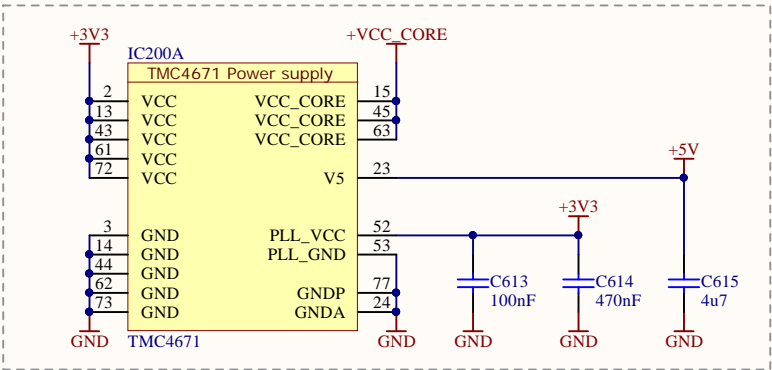 +3V3
+VCC_CORE
IC200A
TMC4671 Power supply
2 VCC VCC_CORE 15
13 VCC VCC_CORE 45
43 VCC VCC_CORE 63
61 VCC
72 VCC V5 23
+5V
+3V3
3 GND PLL_VCC 52
14 GND PLL_GND 53
44 GND
62 GND GNDP 77
73 GND GNDA 24
C613
100nF
C614
470nF
C615
4u7
GND
TMC4671
GND
GND
GND
GND